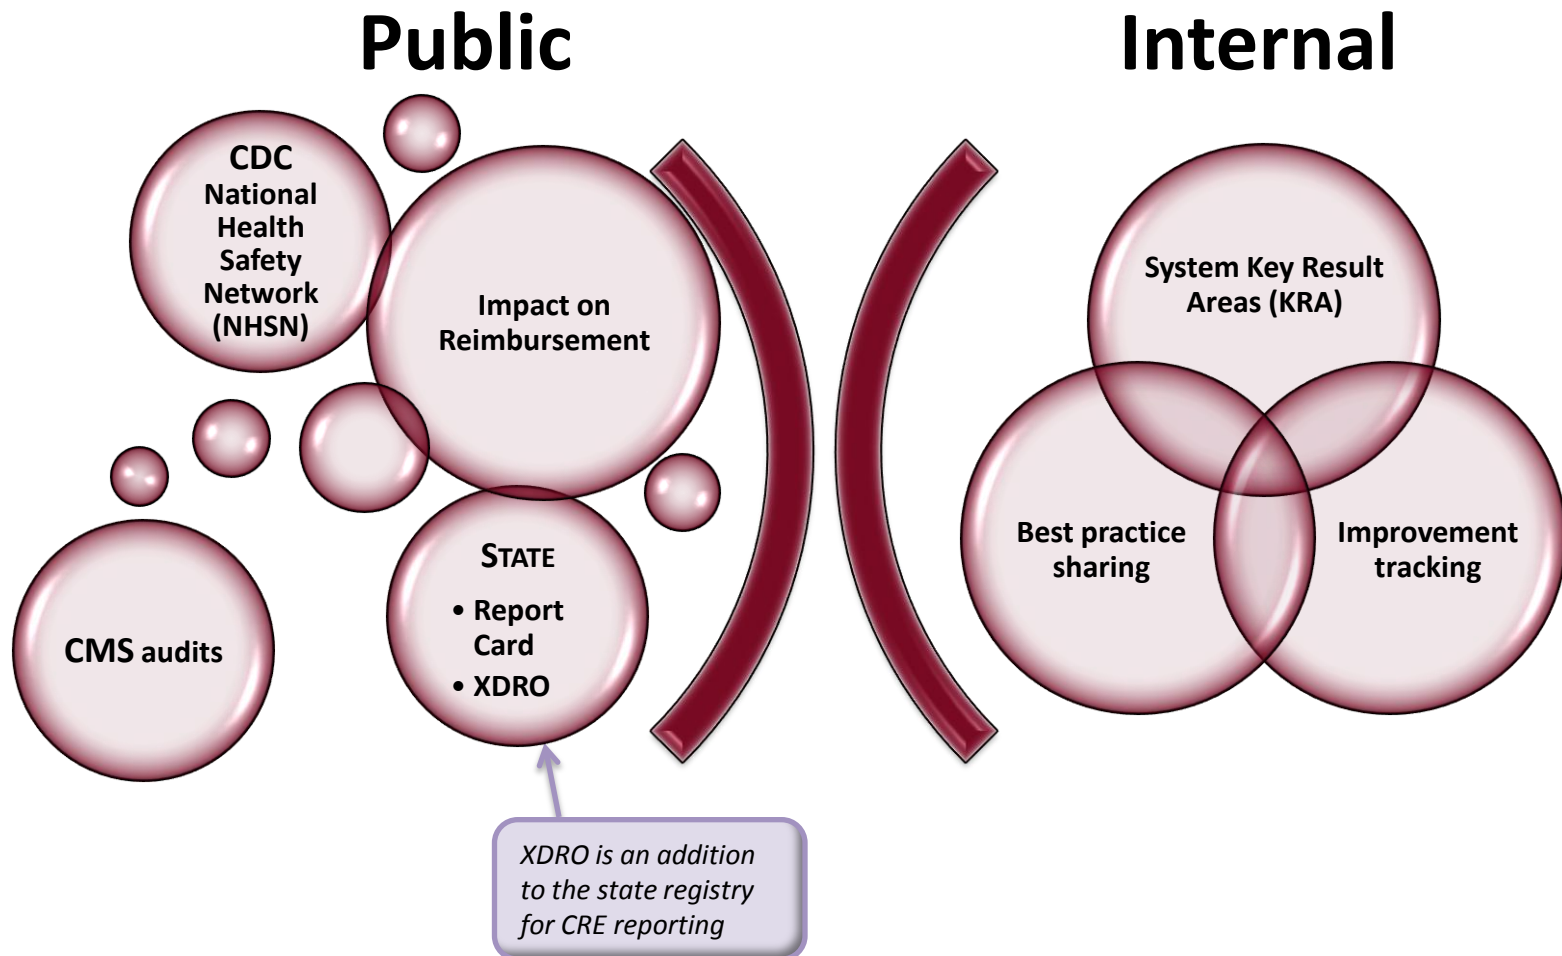 Public
Internal
CDC
National
Health
Safety
Network
(NHSN)
Impact on
Reimbursement
STATE
• Report
Card
• XDRO
CMS audits
XDRO is an addition
to the state registry
for CRE reporting
System Key Result
Areas (KRA)
Best practice
sharing
Improvement
tracking